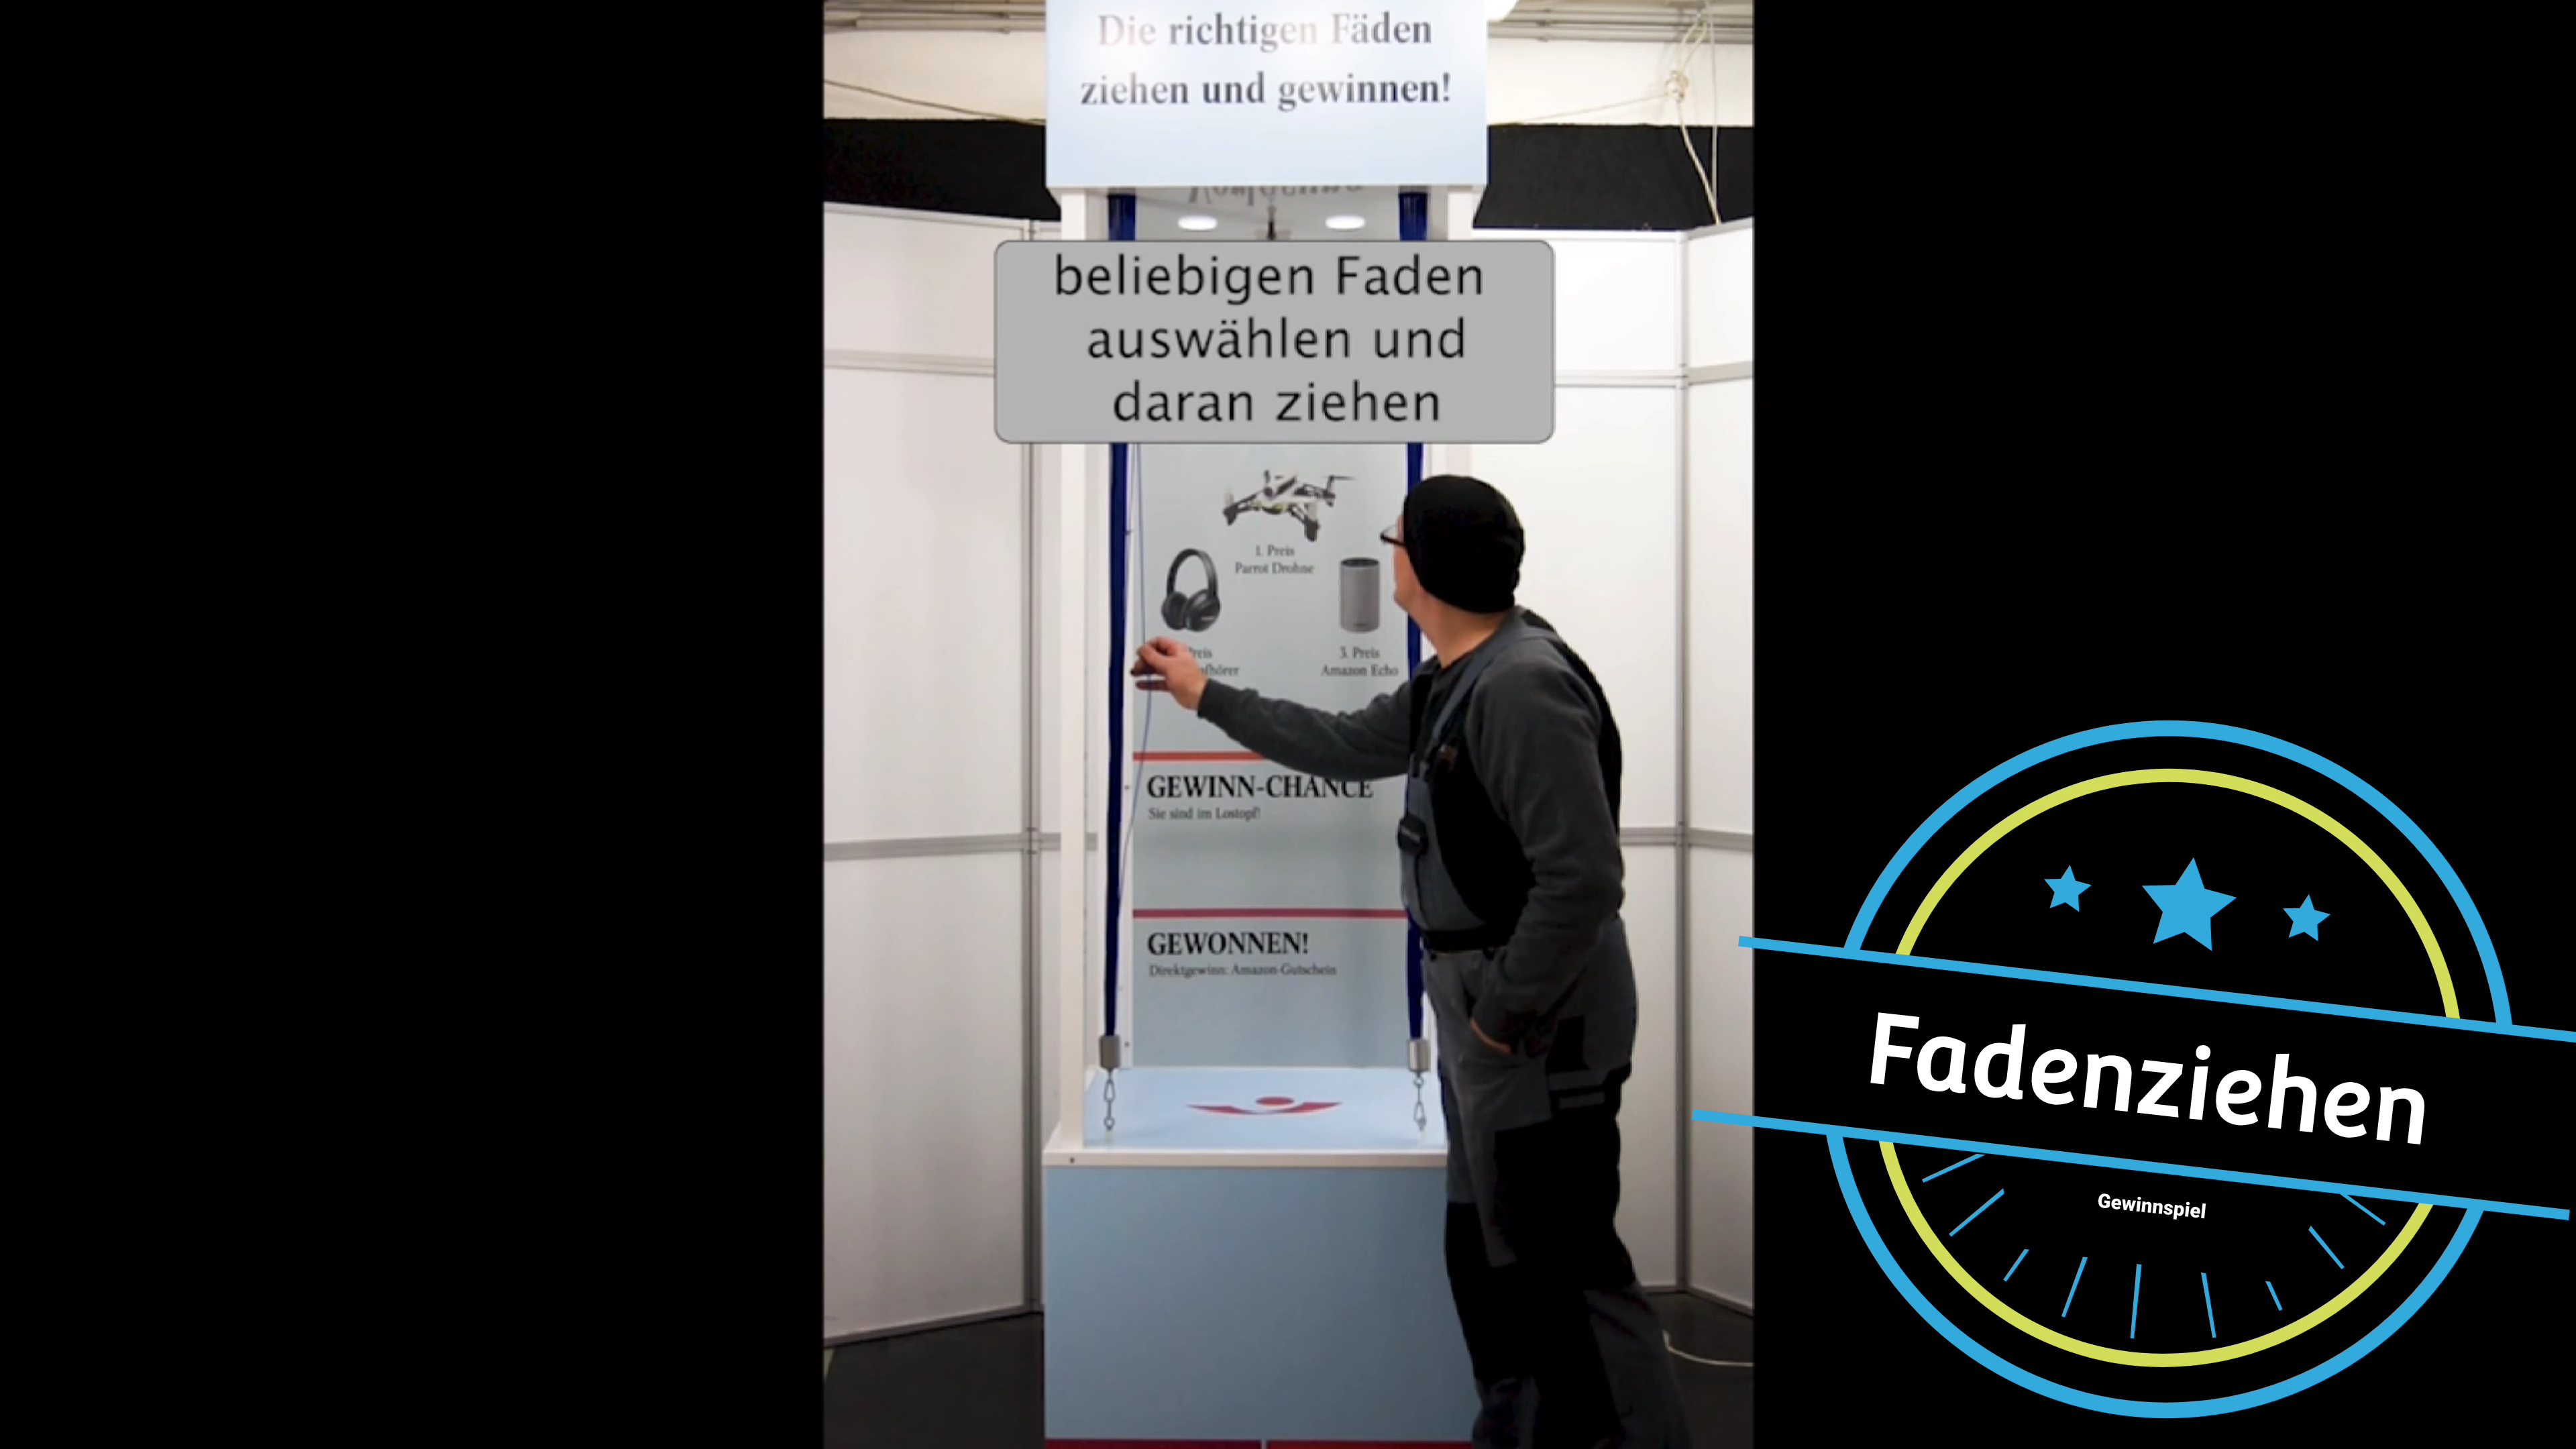 Die richtigen Fäden
ziehen und gewinnen!
beliebigen Faden
auswählen und
daran ziehen
1. Preis
Parrot Drohne
Preis
3. Preis
Amazon Echo
GEWINN-CHANCE
Sie sind im Lostopf!
GEWONNEN!
Direktgewinn: Amazon-Gutschein
Fadenziehen
Gewinnspiel